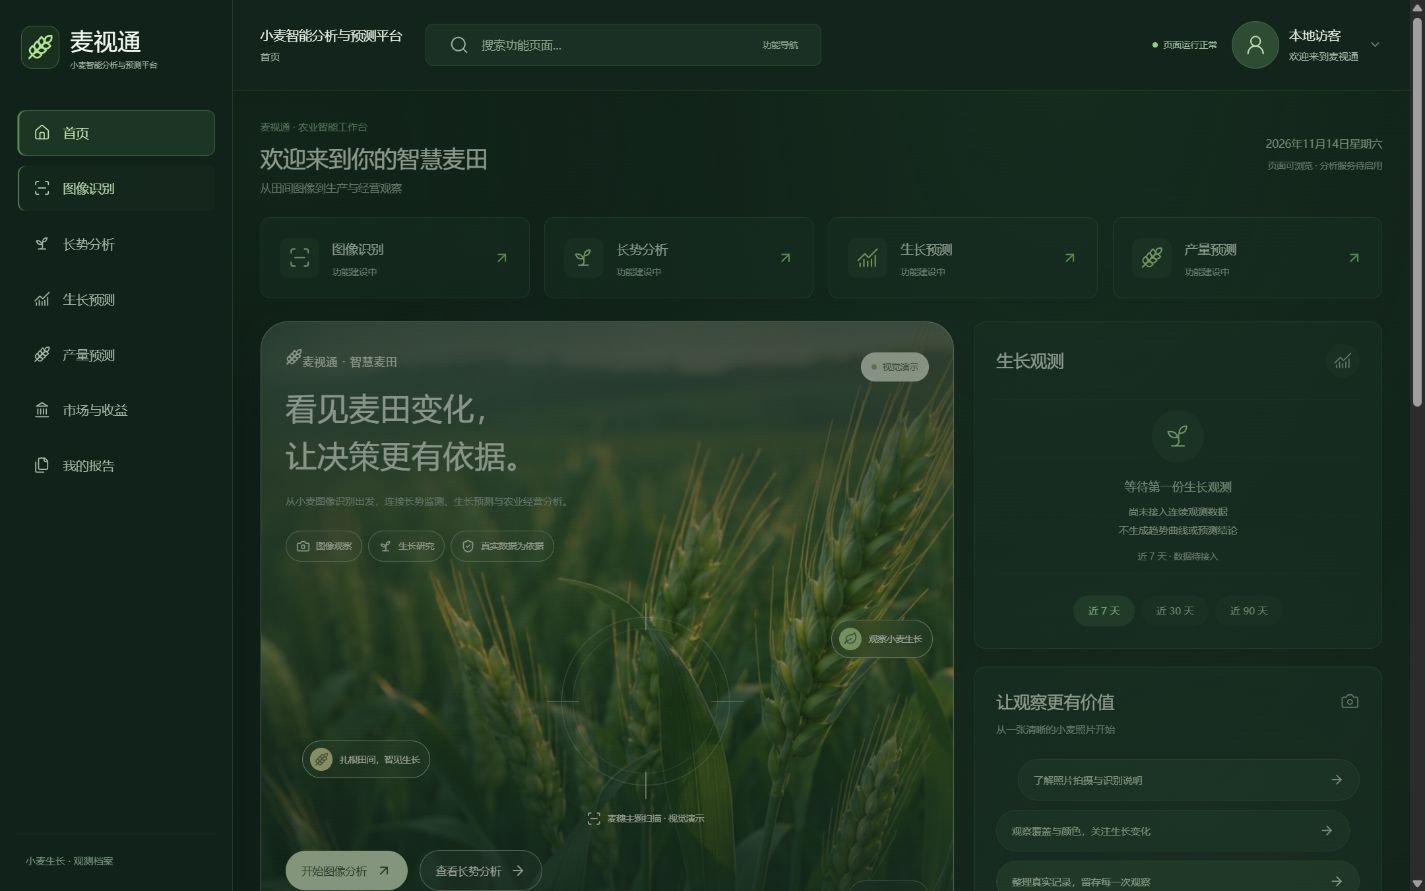 麦视通
小麦智能分析与预测平台
首页
图像识别
长势分析
生长预测
产量预测
市场与收益
我的报告
小麦生长 · 观测档案
小麦智能分析与预测平台
首页
搜索功能页面...
功能导航
页面运行正常
本地访客
欢迎来到麦视通
麦视通 · 农业智能工作台
欢迎来到你的智慧麦田
从田间图像到生产与经营观察
2026年11月14日星期六
页面可浏览 · 分析服务待启用
图像识别
功能建设中
长势分析
功能建设中
生长预测
功能建设中
产量预测
功能建设中
麦视通 · 智慧麦田
视觉演示
看见麦田变化，
让决策更有依据。
从小麦图像识别出发，连接长势监测、生长预测与农业经营分析。
图像观察
生长研究
真实数据为依据
观察小麦生长
扎根田间，智见生长
麦穗主题扫描 · 视觉演示
开始图像分析
查看长势分析
生长观测
等待第一份生长观测
尚未接入连续观测数据
不生成趋势曲线或预测结论
近 7 天 · 数据待接入
近 7 天
近 30 天
近 90 天
让观察更有价值
从一张清晰的小麦照片开始
了解照片拍摄与识别说明
观察覆盖与颜色，关注生长变化
整理真实记录，留存每一次观察